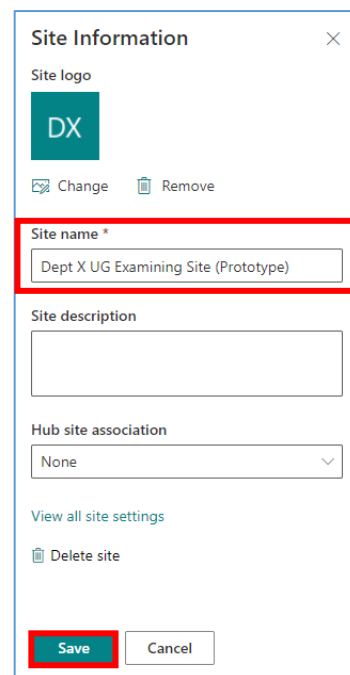 Site Information
Site logo
DX
Change Remove
Site name *
Dept X UG Examining Site (Prototype)
Site description
Hub site association
None
View all site settings
Delete site
Save Cancel